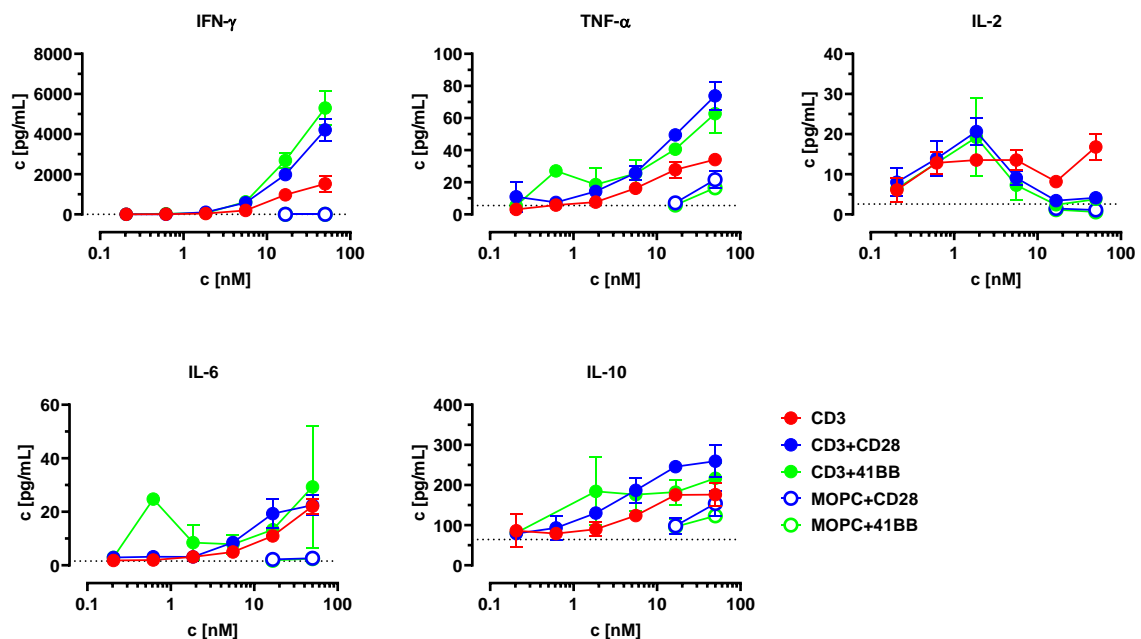 IFN-γ
TNF-α
IL-2
8000
6000
4000
2000
0
c [pg/mL]
0.1 1 10 100
c [nM]
100
80
60
40
20
0
c [pg/mL]
0.1 1 10 100
c [nM]
40
30
20
10
0
c [pg/mL]
0.1 1 10 100
c [nM]
IL-6
IL-10
60
40
20
0
c [pg/mL]
0.1 1 10 100
c [nM]
400
300
200
100
0
c [pg/mL]
0.1 1 10 100
c [nM]
CD3
CD3+CD28
CD3+41BB
MOPC+CD28
MOPC+41BB